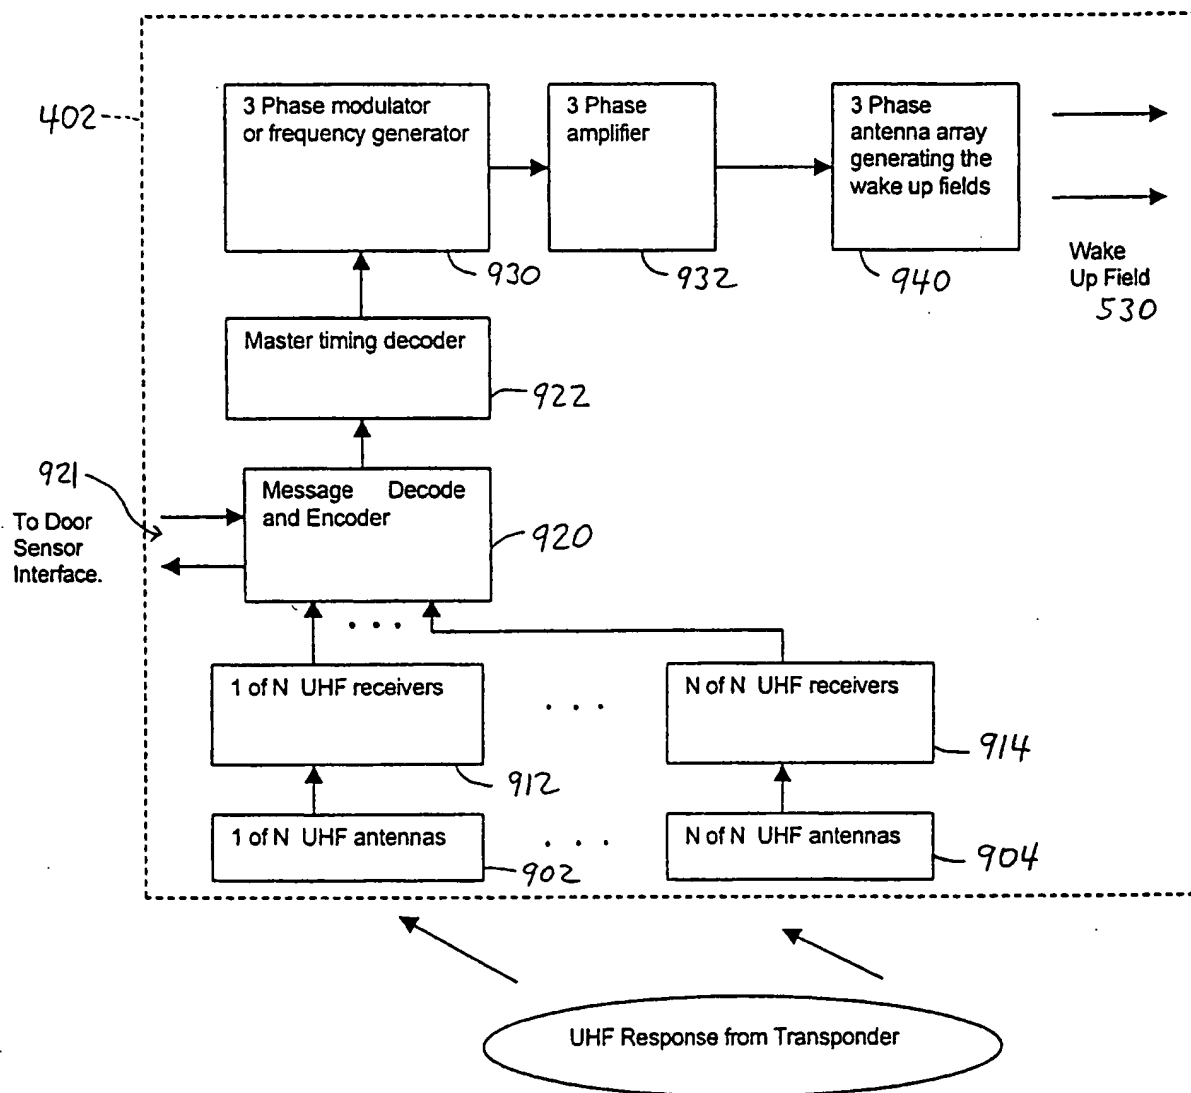 402
3 Phase modulator
or frequency generator
930
3 Phase
amplifier
932
3 Phase
antenna array
generating the
wake up fields
940
Wake
Up Field
530
Master timing decoder
922
921
To Door
Sensor
Interface.
Message Decode
and Encoder
920
. . .
1 of N UHF receivers
912
. . .
N of N UHF receivers
914
1 of N UHF antennas
902
. . .
N of N UHF antennas
904
UHF Response from Transponder